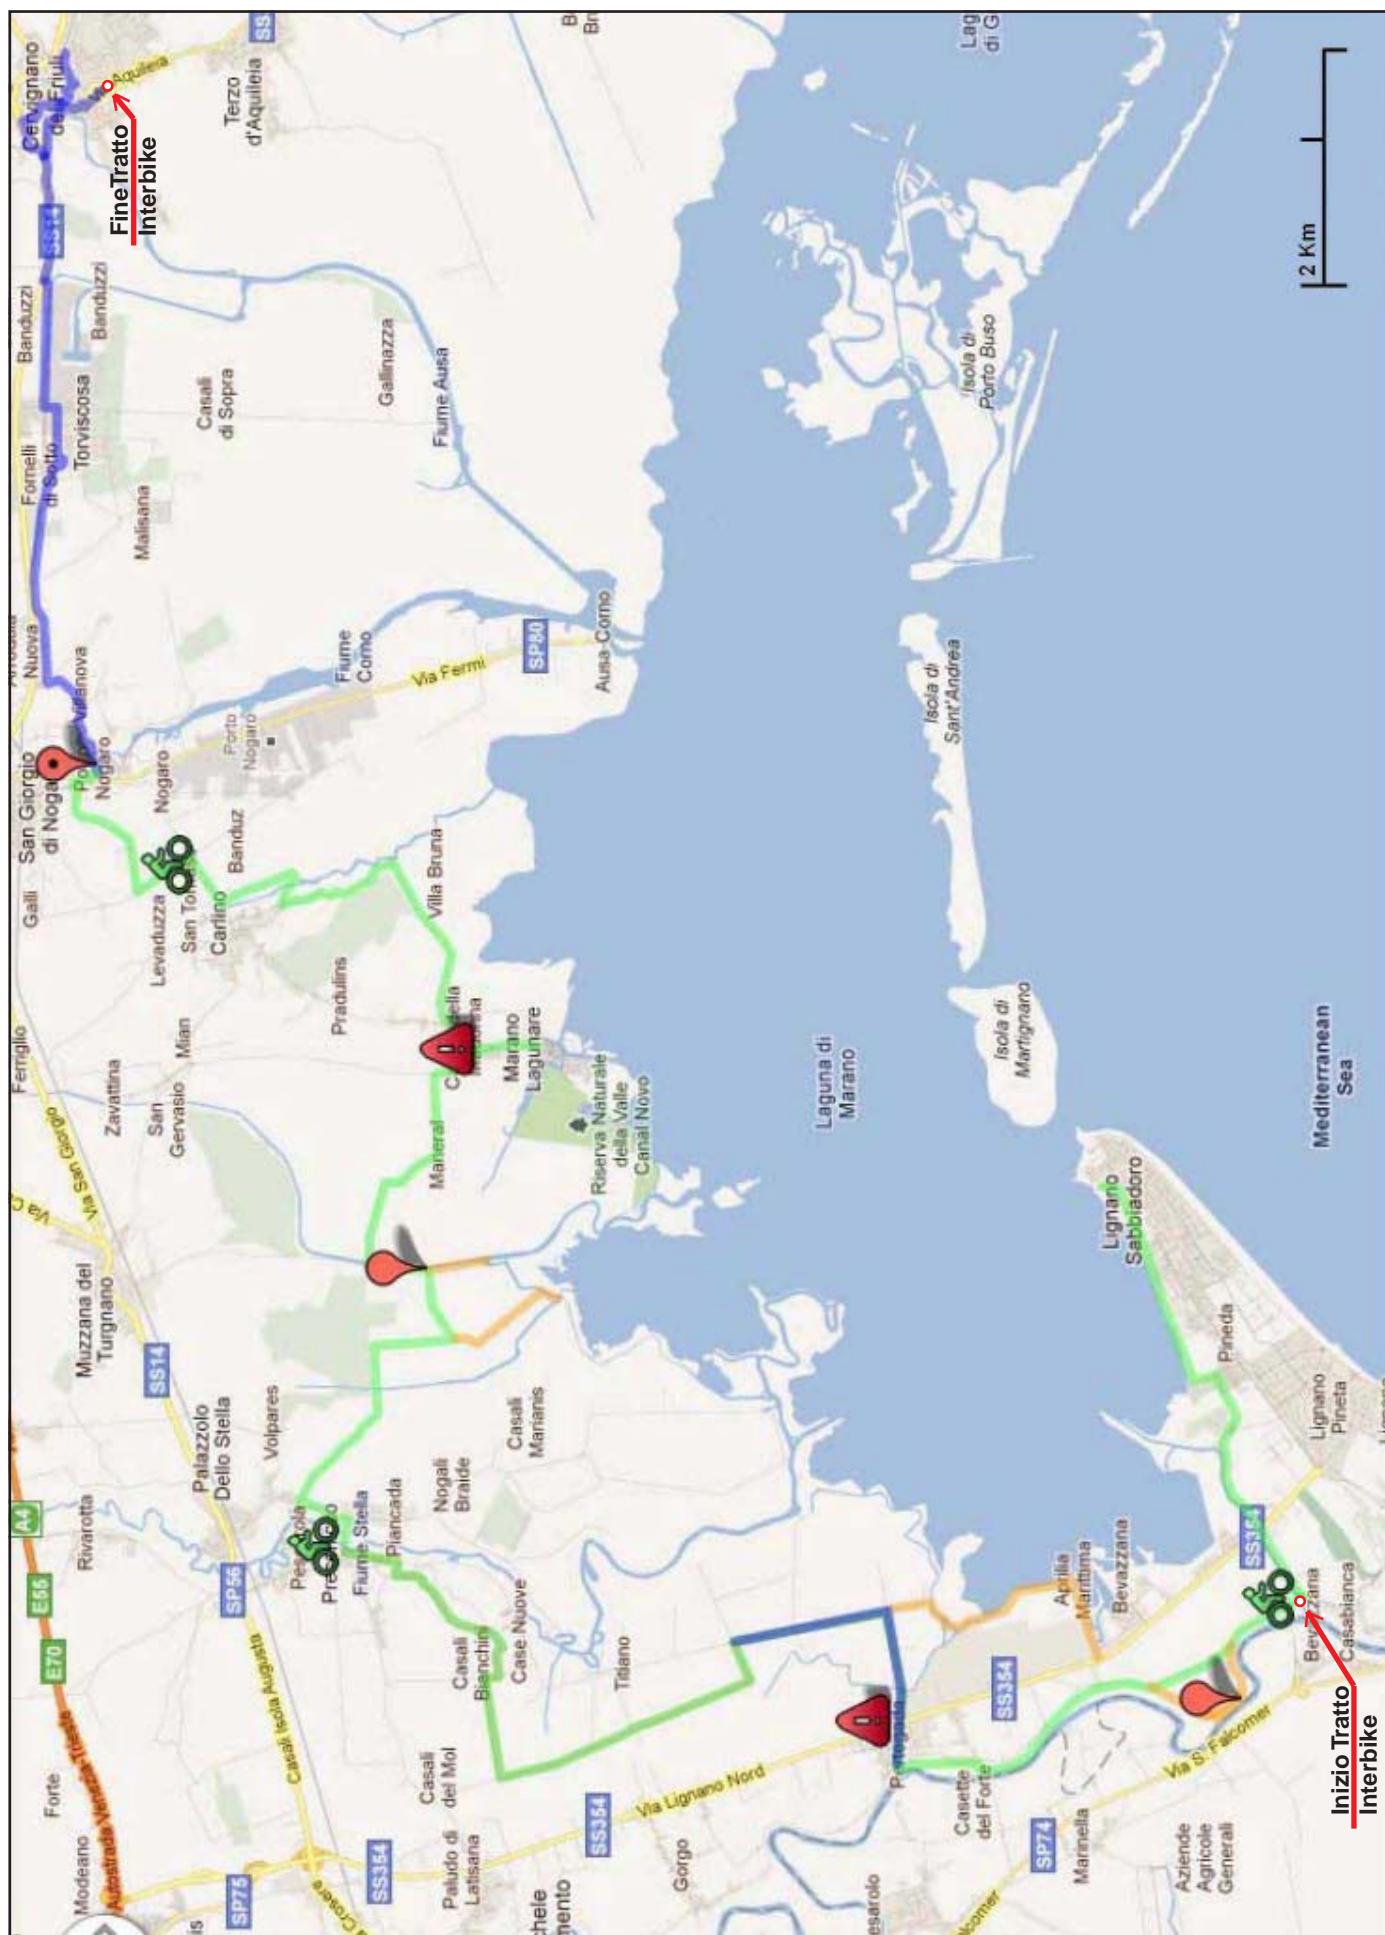 Modeano
Forte
Autostrada Venezia-Trieste
E70
E55
A4
Rivarotta
SP75
SS354
Casali Isola Augusta
SP56
Palazzolo
Dello Stella
Volpares
SS14
Muzzana del
Turgnano
Via San Giorgio
Ferriglio
Zavattina
San
Gervasio
Mian
Galli
San Giorgio
Nogaro
Levaduzza
Carlino
Nogaro
Banduz
Porto
Nogaro
Villanova
Nuova
Fornelli
di Sotto
Malisana
Torviscosa
Banduzzi
Banduzzi
SS14
Cervignano
del Friuli
Aquileia
Fine Tratto
Interbike
Terzo
d'Aquileia
Casali
di Sopra
Gallinazza
Fiume Ausa
Fiume
Corno
Via Fermi
SP80
Ausa-Corno
Villa Bruna
Pradulins
Marano
Lagunare
Maneral
Riserva Naturale
della Valle
Canal Novo
Fiume Stella
Piancada
Nogali
Braide
Casali
Marianis
Casali
Bianchini
Case Nuove
Titiano
Casali
del Mol
Paludo di
Latisana
SS354
Via Lignano Nord
Gorgo
Casette
del Forte
SS354
SP74
Marinella
Aziende
Agricole
Generali
Via S. Falcomer
Aprilia
Marittima
Bevazzana
SS354
Casabianca
Inizio Tratto
Interbike
Lignano
Pineta
Pineda
Lignano
Sabbiadoro
Laguna di
Marano
Isola di
Martignano
Isola di
Sant'Andrea
Isola di
Porto Buso
Mediterranean
Sea
2 Km